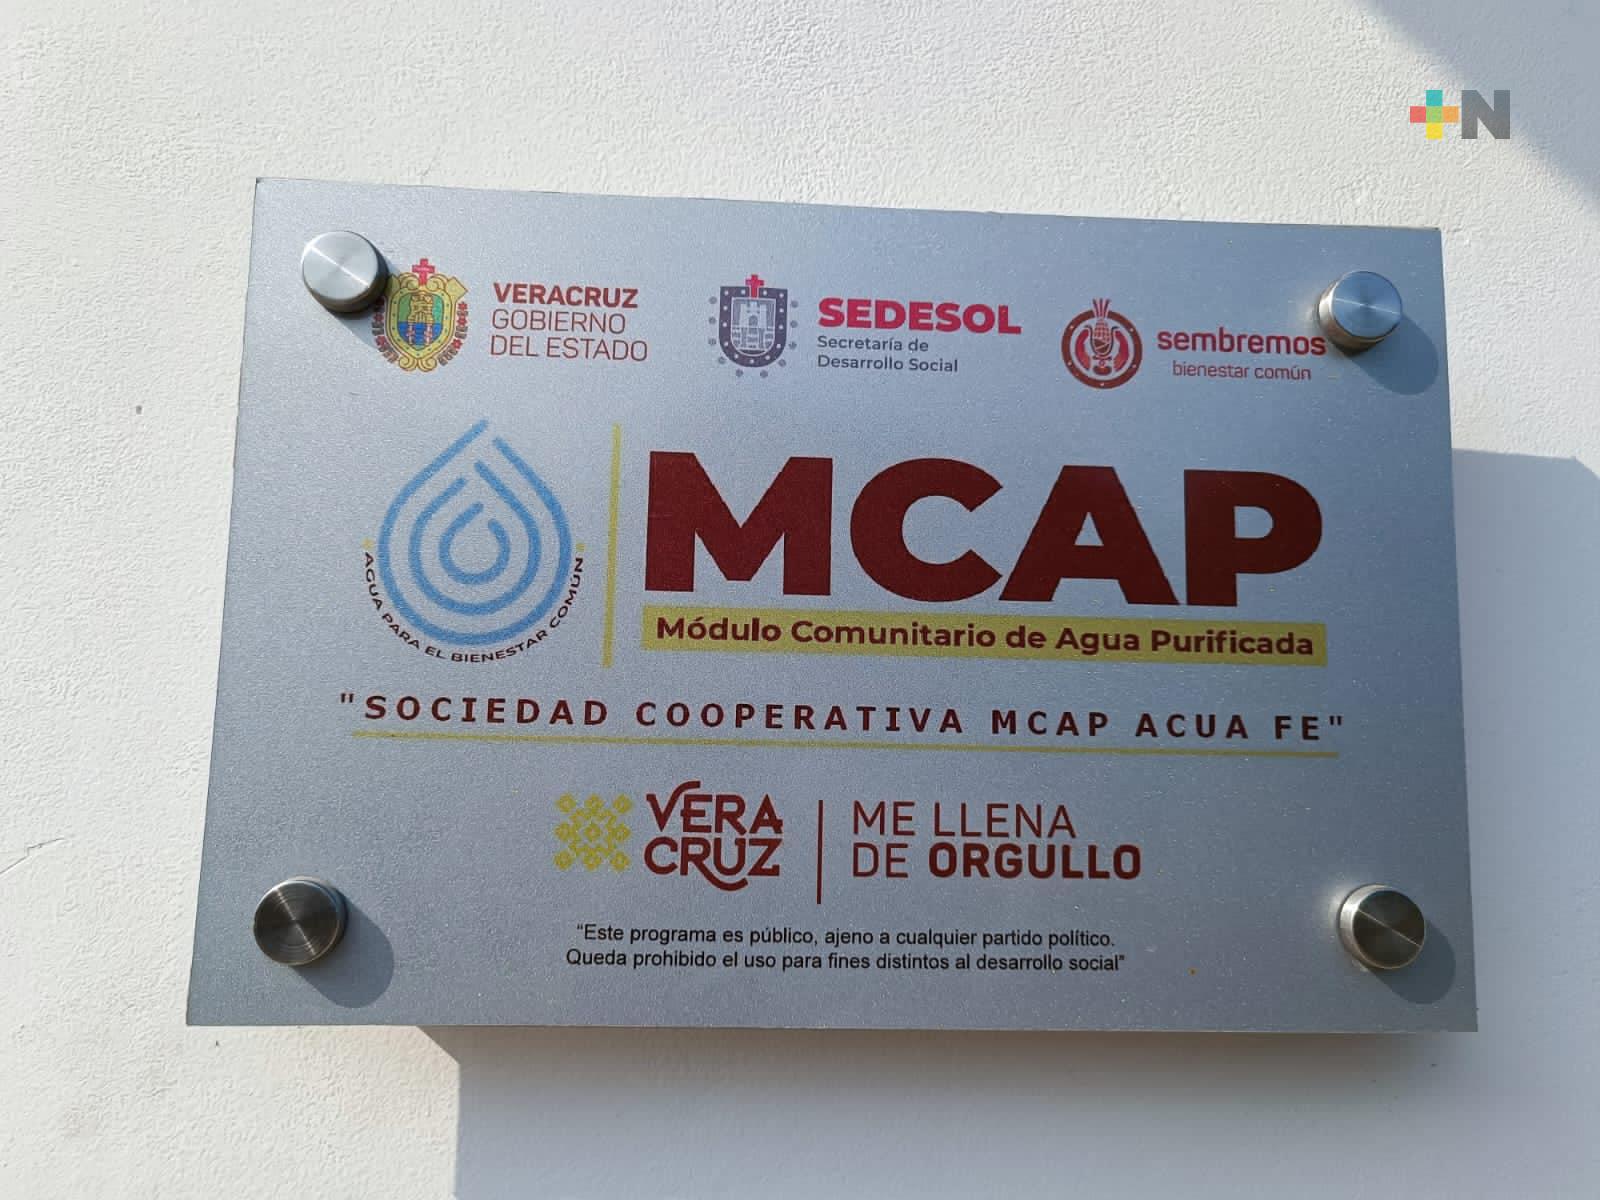 +N
VERACRUZ
GOBIERNO
DEL ESTADO
SEDESOL
Secretaría de
Desarrollo Social
sembremos
bienestar común
AGUA PARA EL BIENESTAR COMÚN
MCAP
Módulo Comunitario de Agua Purificada
"SOCIEDAD COOPERATIVA MCAP ACUA FE"
VERA
CRUZ
ME LLENA
DE ORGULLO
“Este programa es público, ajeno a cualquier partido político.
Queda prohibido el uso para fines distintos al desarrollo social”